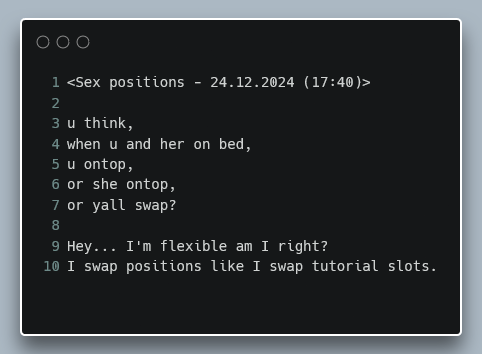 1 <Sex positions - 24.12.2024 (17:40)>
2
3 u think,
4 when u and her on bed,
5 u ontop,
6 or she ontop,
7 or yall swap?
8
9 Hey... I'm flexible am I right?
10 I swap positions like I swap tutorial slots.